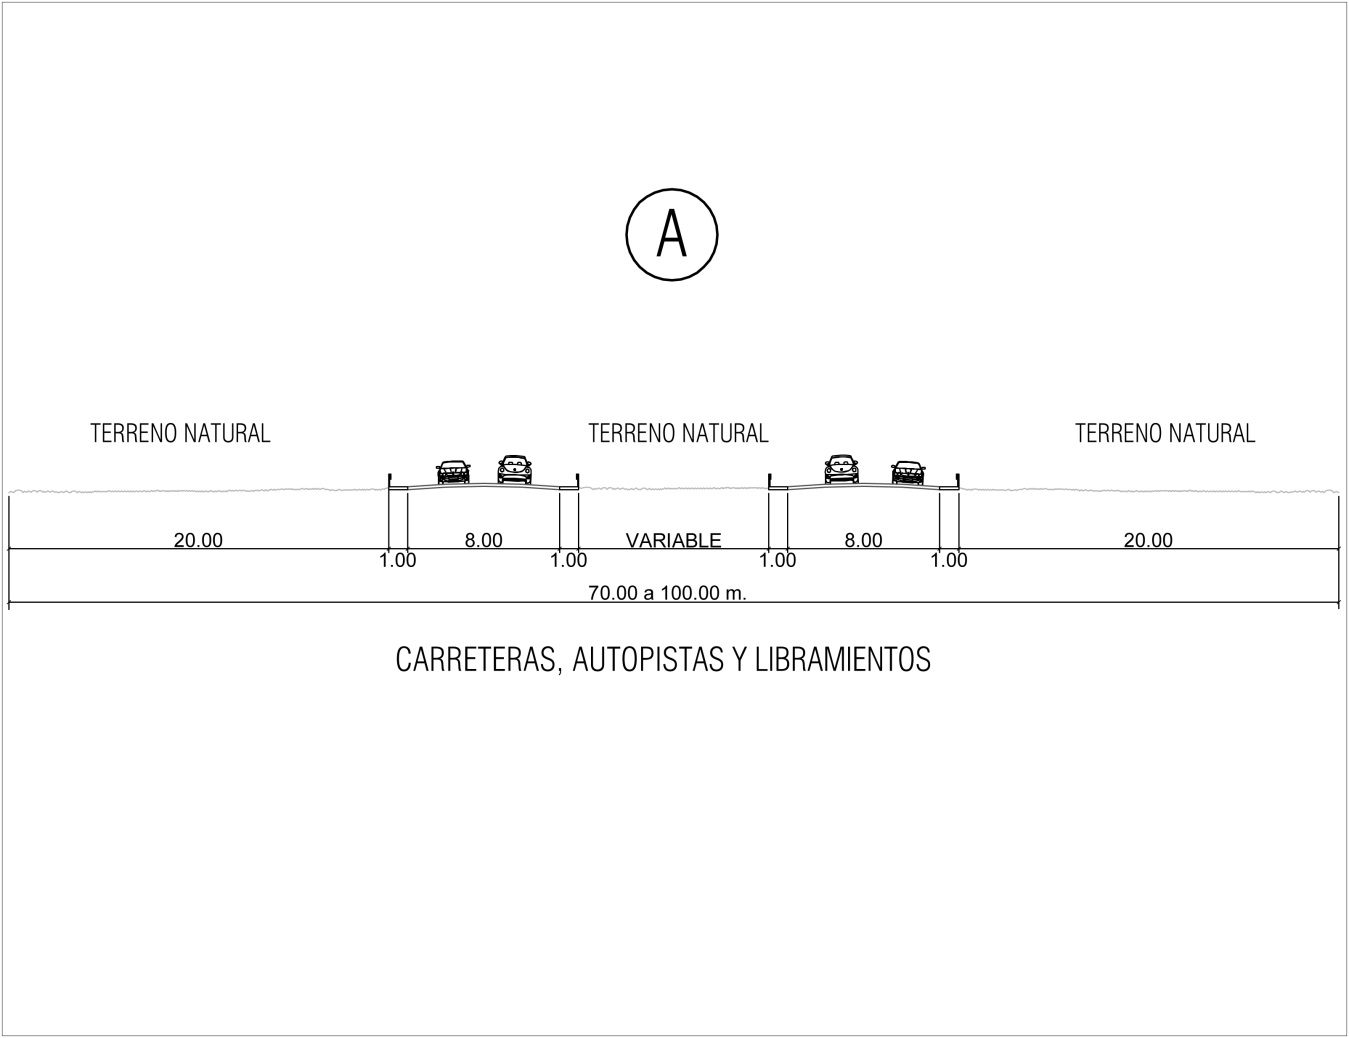 A
TERRENO NATURAL TERRENO NATURAL TERRENO NATURAL
20.00 8.00 VARIABLE 8.00 20.00
1.00 1.00 1.00 1.00
70.00 a 100.00 m.
CARRETERAS, AUTOPISTAS Y LIBRAMIENTOS